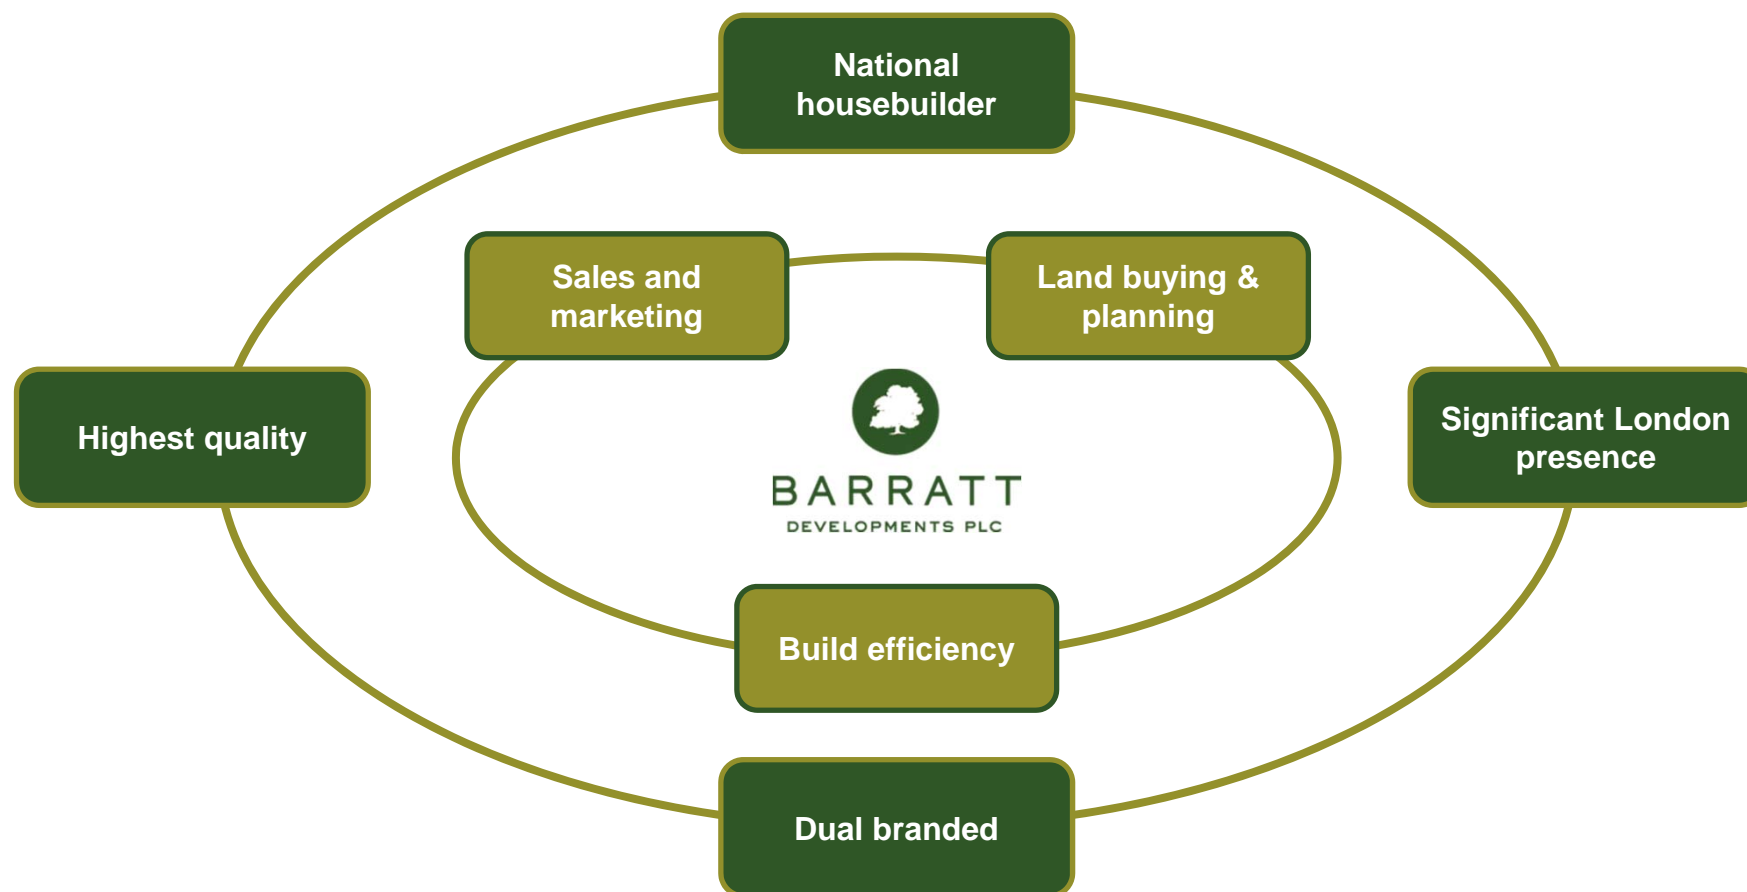 National
housebuilder
Sales and
marketing
Land buying &
planning
Highest quality
BARRATT
DEVELOPMENTS PLC
Significant London
presence
Build efficiency
Dual branded